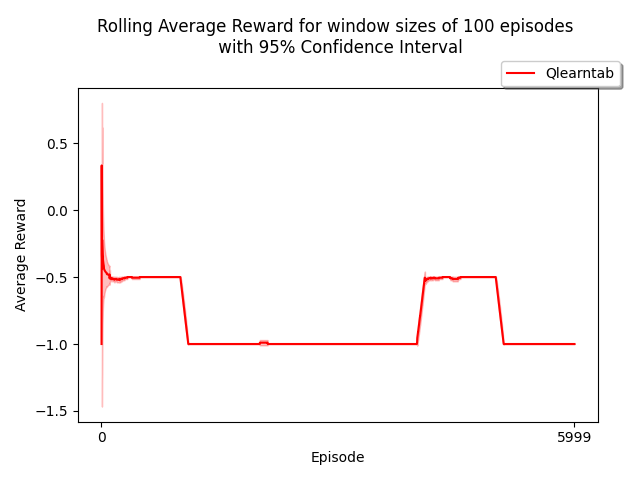 Rolling Average Reward for window sizes of 100 episodes
with 95% Confidence Interval
Qlearntab
Average Reward
0.5
0.0
−0.5
−1.0
−1.5
0
5999
Episode